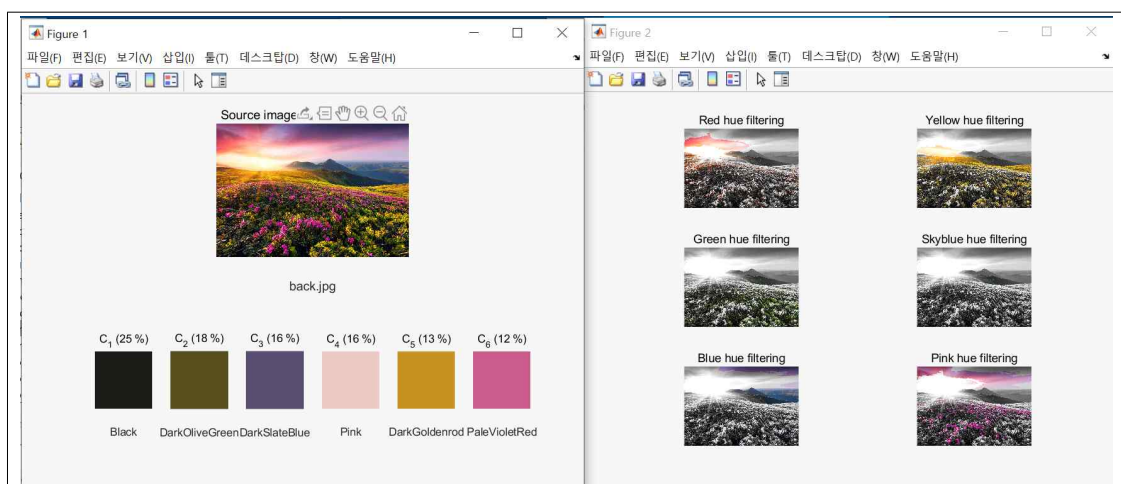 Figure 1
파일(F) 편집(E) 보기(V) 삽입(I) 툴(T) 데스크탑(D) 창(W) 도움말(H)
Source image
back.jpg
C1 (25 %) C2 (18 %) C3 (16 %) C4 (16 %) C5 (13 %) C6 (12 %)
Black DarkOliveGreen DarkSlateBlue Pink DarkGoldenrod PaleVioletRed
Figure 2
파일(F) 편집(E) 보기(V) 삽입(I) 툴(T) 데스크탑(D) 창(W) 도움말(H)
Red hue filtering Yellow hue filtering
Green hue filtering Skyblue hue filtering
Blue hue filtering Pink hue filtering